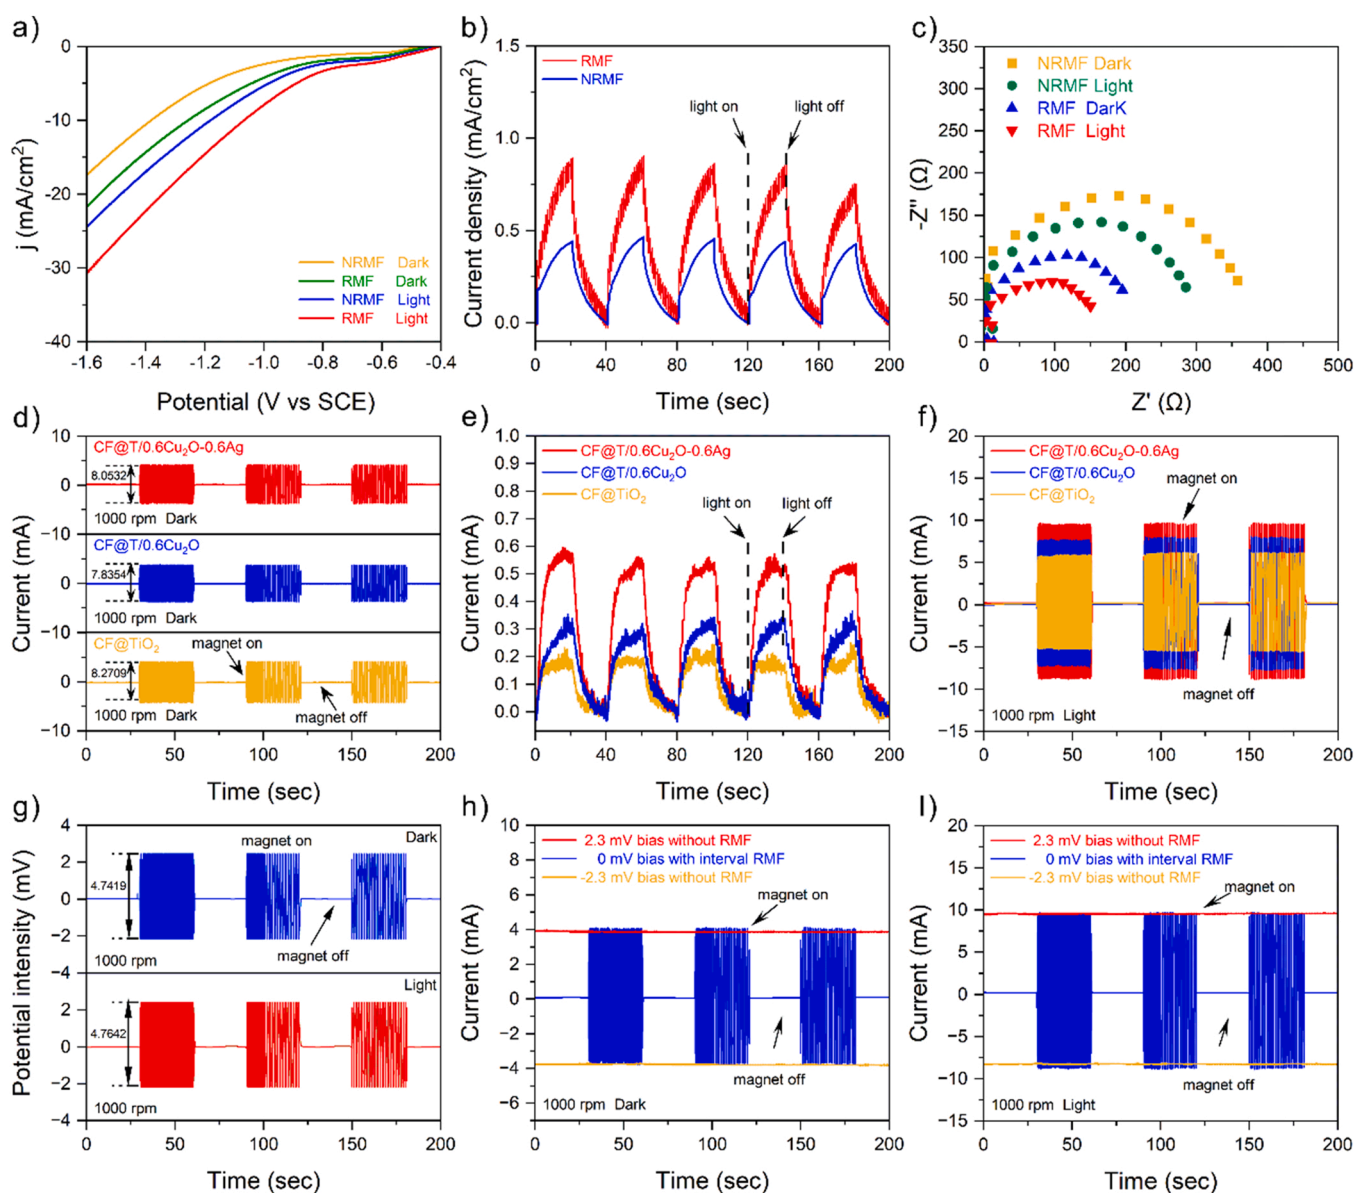 a)
0
-10
-20
-30
-40
j (mA/cm²)
NRMF Dark
RMF Dark
NRMF Light
RMF Light
-1.6 -1.4 -1.2 -1.0 -0.8 -0.6 -0.4
Potential (V vs SCE)
b)
1.5
1.0
0.5
0.0
Current density (mA/cm²)
RMF
NRMF
light on light off
0 40 80 120 160 200
Time (sec)
c)
350
300
250
200
150
100
50
0
-Z'' (Ω)
NRMF Dark
NRMF Light
RMF DarK
RMF Light
0 100 200 300 400 500
Z' (Ω)
d)
10
0
-10
0
-10
0
-10
Current (mA)
CF@T/0.6Cu₂O-0.6Ag
8.0532
1000 rpm Dark
CF@T/0.6Cu₂O
7.8354
1000 rpm Dark
CF@TiO₂
magnet on
8.2709
1000 rpm Dark
magnet off
0 50 100 150 200
Time (sec)
e)
1.0
0.9
0.8
0.7
0.6
0.5
0.4
0.3
0.2
0.1
0.0
Current (mA)
CF@T/0.6Cu₂O-0.6Ag
CF@T/0.6Cu₂O
CF@TiO₂
light on light off
0 40 80 120 160 200
Time (sec)
f)
20
15
10
5
0
-5
-10
-15
Current (mA)
CF@T/0.6Cu₂O-0.6Ag
CF@T/0.6Cu₂O
CF@TiO₂
magnet on
magnet off
1000 rpm Light
0 50 100 150 200
Time (sec)
g)
4
2
0
-2
-4
2
0
-2
-4
Potential intensity (mV)
Dark
magnet on
4.7419
magnet off
1000 rpm
Light
4.7642
1000 rpm
0 50 100 150 200
Time (sec)
h)
10
8
6
4
2
0
-2
-4
-6
Current (mA)
2.3 mV bias without RMF
0 mV bias with interval RMF
-2.3 mV bias without RMF
magnet on
magnet off
1000 rpm Dark
0 50 100 150 200
Time (sec)
I)
20
15
10
5
0
-5
-10
-15
Current (mA)
2.3 mV bias without RMF
0 mV bias with interval RMF
-2.3 mV bias without RMF
magnet on
magnet off
1000 rpm Light
0 50 100 150 200
Time (sec)